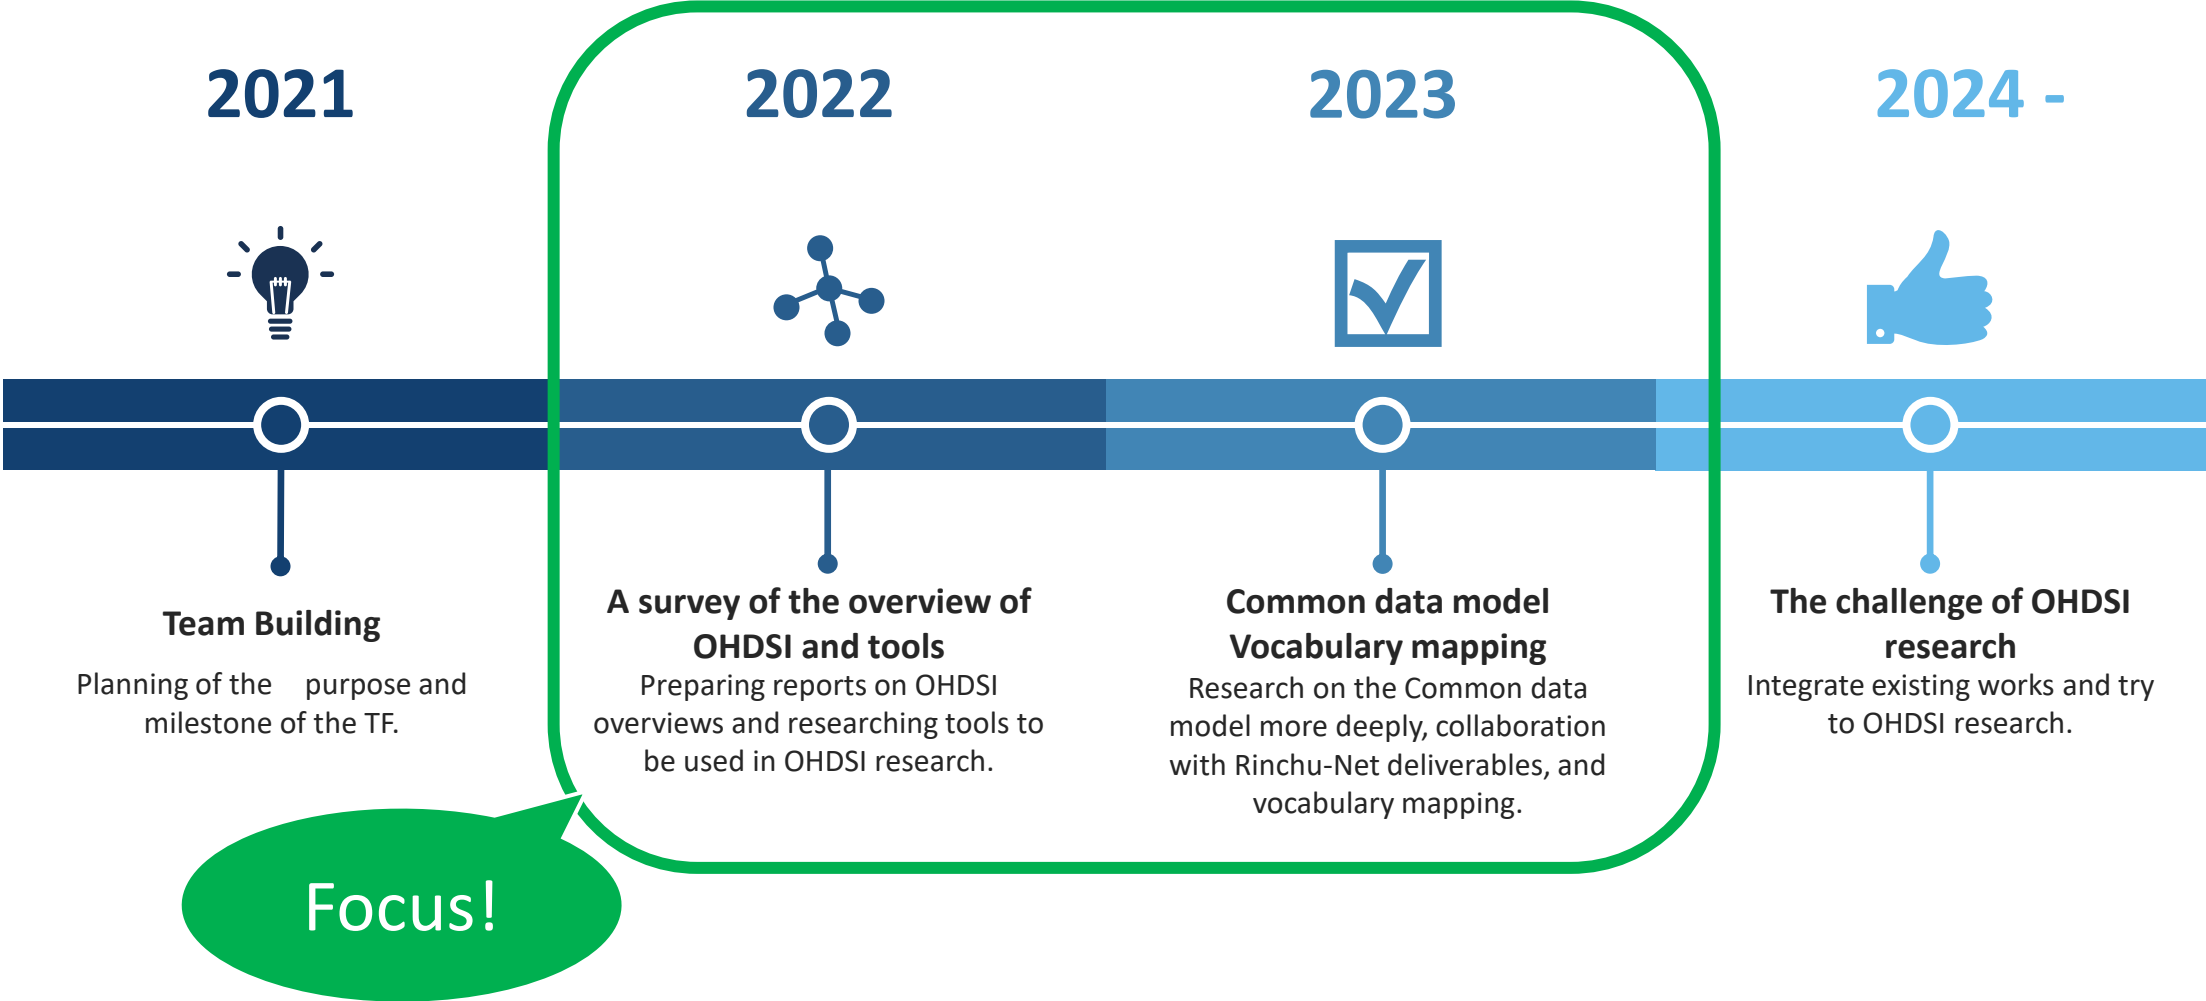 2021
2022
2023
2024 -
Team Building
Planning of the purpose and
milestone of the TF.
A survey of the overview of
OHDSI and tools
Preparing reports on OHDSI
overviews and researching tools to
be used in OHDSI research.
Common data model
Vocabulary mapping
Research on the Common data
model more deeply, collaboration
with Rinchu-Net deliverables, and
vocabulary mapping.
The challenge of OHDSI
research
Integrate existing works and try
to OHDSI research.
Focus!